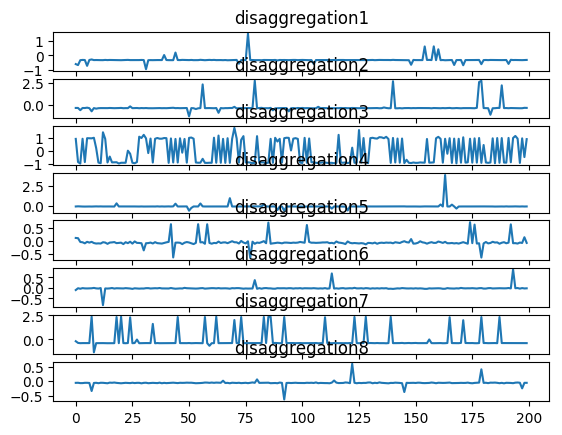 disaggregation1
1
0
−1
disaggregation2
2.5
0.0
disaggregation3
1
0
−1
disaggregation4
2.5
0.0
disaggregation5
0.5
0.0
−0.5
disaggregation6
0.5
0.0
−0.5
disaggregation7
2.5
0.0
disaggregation8
0.5
0.0
−0.5
0 25 50 75 100 125 150 175 200